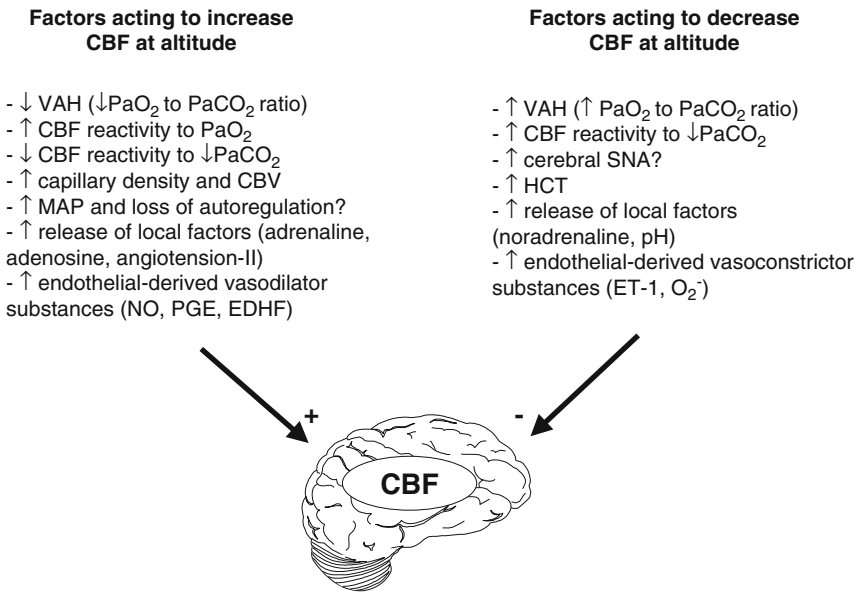 Factors acting to increase
CBF at altitude
- ↓ VAH (↓PaO₂ to PaCO₂ ratio)
- ↑ CBF reactivity to PaO₂
- ↓ CBF reactivity to ↓PaCO₂
- ↑ capillary density and CBV
- ↑ MAP and loss of autoregulation?
- ↑ release of local factors (adrenaline,
adenosine, angiotension-II)
- ↑ endothelial-derived vasodilator
substances (NO, PGE, EDHF)
Factors acting to decrease
CBF at altitude
- ↑ VAH (↑ PaO₂ to PaCO₂ ratio)
- ↑ CBF reactivity to ↓PaCO₂
- ↑ cerebral SNA?
- ↑ HCT
- ↑ release of local factors
(noradrenaline, pH)
- ↑ endothelial-derived vasoconstrictor
substances (ET-1, O₂⁻)
+
-
CBF